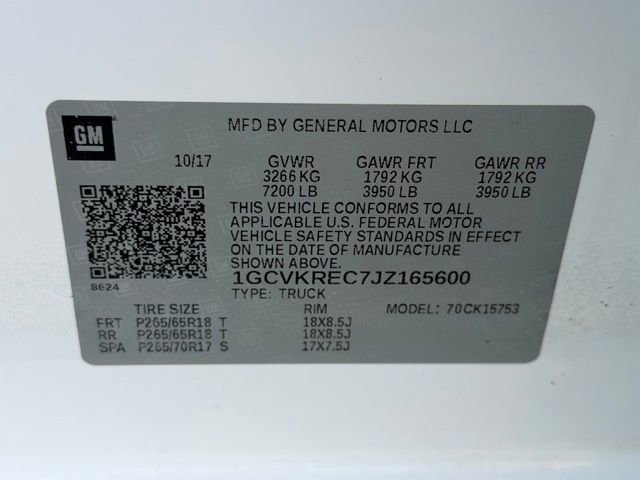 GM
MFD BY GENERAL MOTORS LLC
10/17 GVWR GAWR FRT GAWR RR
3266 KG 1792 KG 1792 KG
7200 LB 3950 LB 3950 LB
THIS VEHICLE CONFORMS TO ALL
APPLICABLE U.S. FEDERAL MOTOR
VEHICLE SAFETY STANDARDS IN EFFECT
ON THE DATE OF MANUFACTURE
SHOWN ABOVE.
8624
1GCVKREC7JZ165600
TYPE: TRUCK MODEL: 70CK15753
TIRE SIZE RIM
FRT P265/65R18 T 18X8.5J
RR P265/65R18 T 18X8.5J
SPA P265/70R17 S 17X7.5J